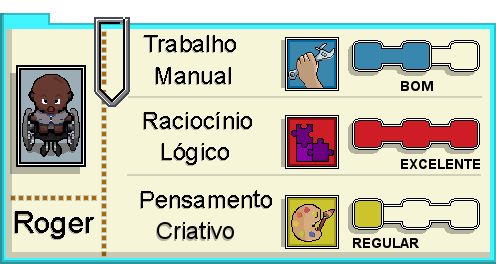 Trabalho
Manual
BOM
Raciocínio
Lógico
EXCELENTE
Pensamento
Criativo
REGULAR
Roger